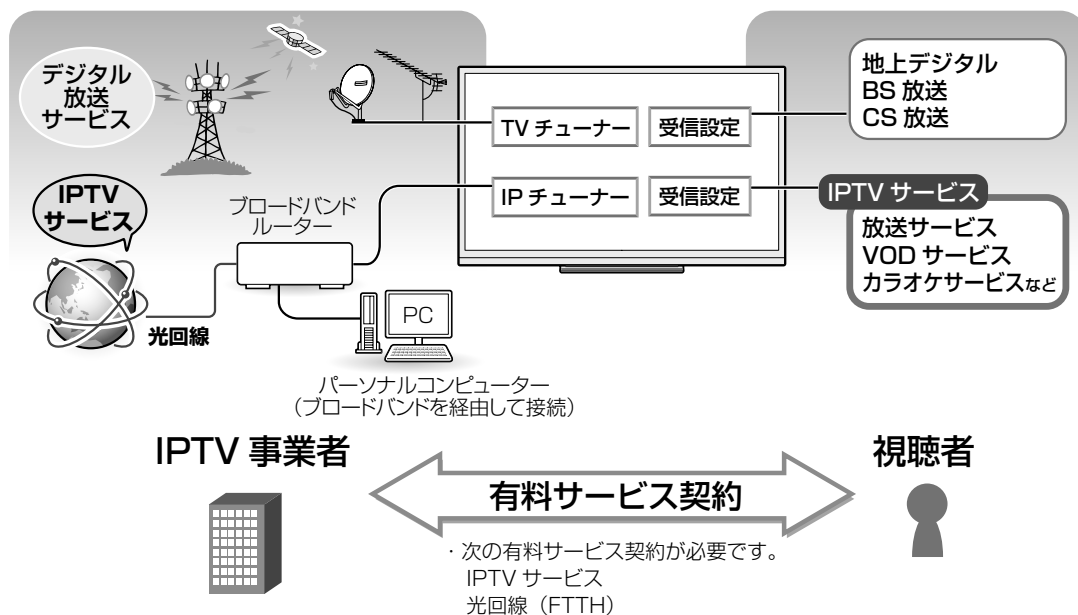 デジタル
放送
サービス
TV チューナー
受信設定
地上デジタル
BS 放送
CS 放送
IPTV
サービス
ブロードバンド
ルーター
IP チューナー
受信設定
IPTV サービス
放送サービス
VOD サービス
カラオケサービスなど
光回線
PC
パーソナルコンピューター
（ブロードバンドを経由して接続）
IPTV 事業者
有料サービス契約
視聴者
・次の有料サービス契約が必要です。
IPTV サービス
光回線（FTTH）